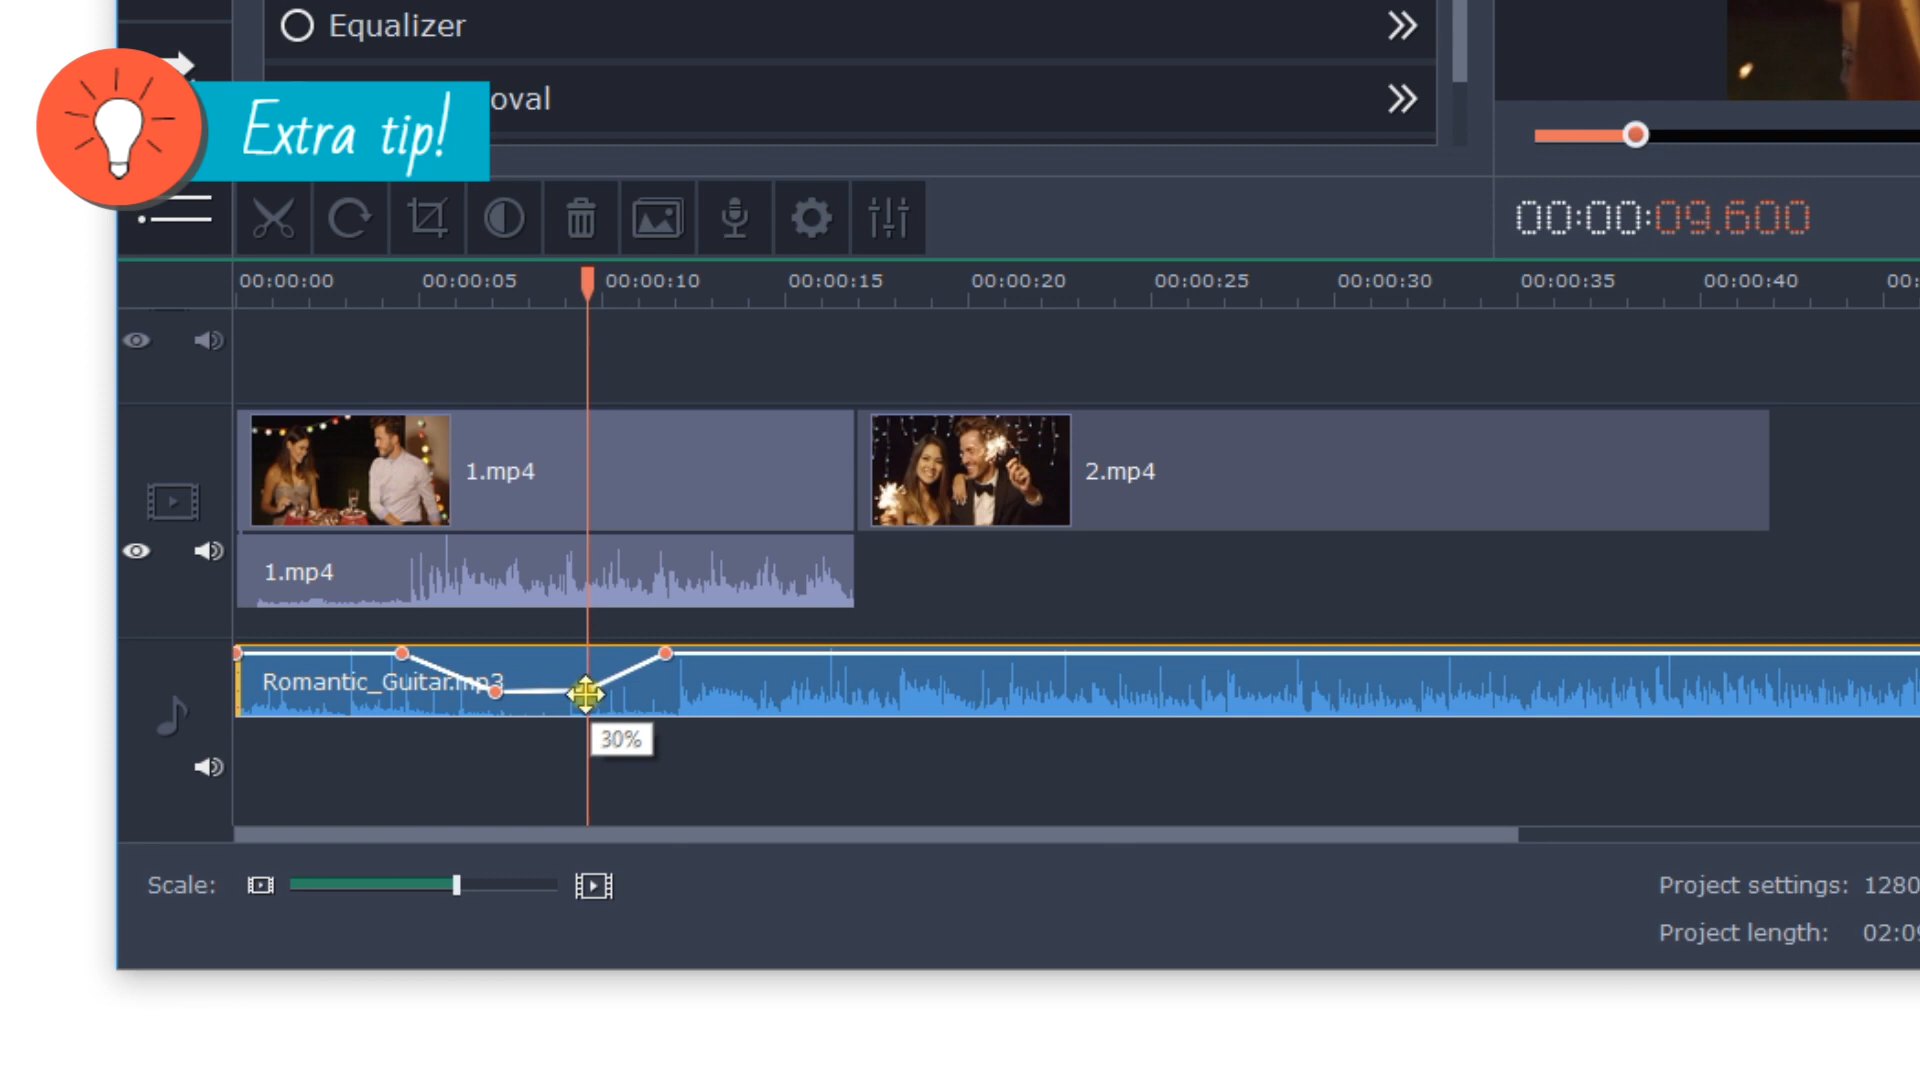 Equalizer
oval
Extra tip!
00:00:09.600
00:00:00 00:00:05 00:00:10 00:00:15 00:00:20 00:00:25 00:00:30 00:00:35 00:00:40 00:
1.mp4
2.mp4
1.mp4
Romantic_Guitar.mp3
30%
Scale:
Project settings: 1280
Project length: 02:09